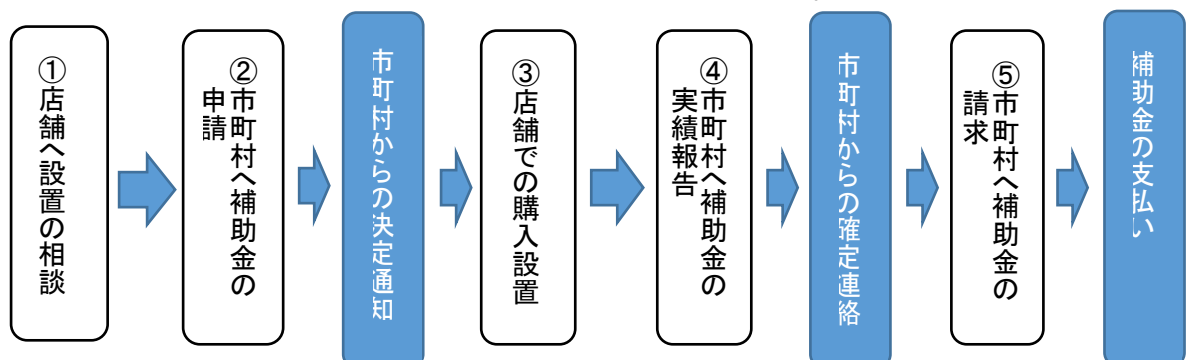 ①店舗へ設置の相談
②市町村へ補助金の
申請
市町村からの決定通知
③店舗での購入設置
④市町村へ補助金の
実績報告
市町村からの確定連絡
⑤市町村へ補助金の
請求
補助金の支払い